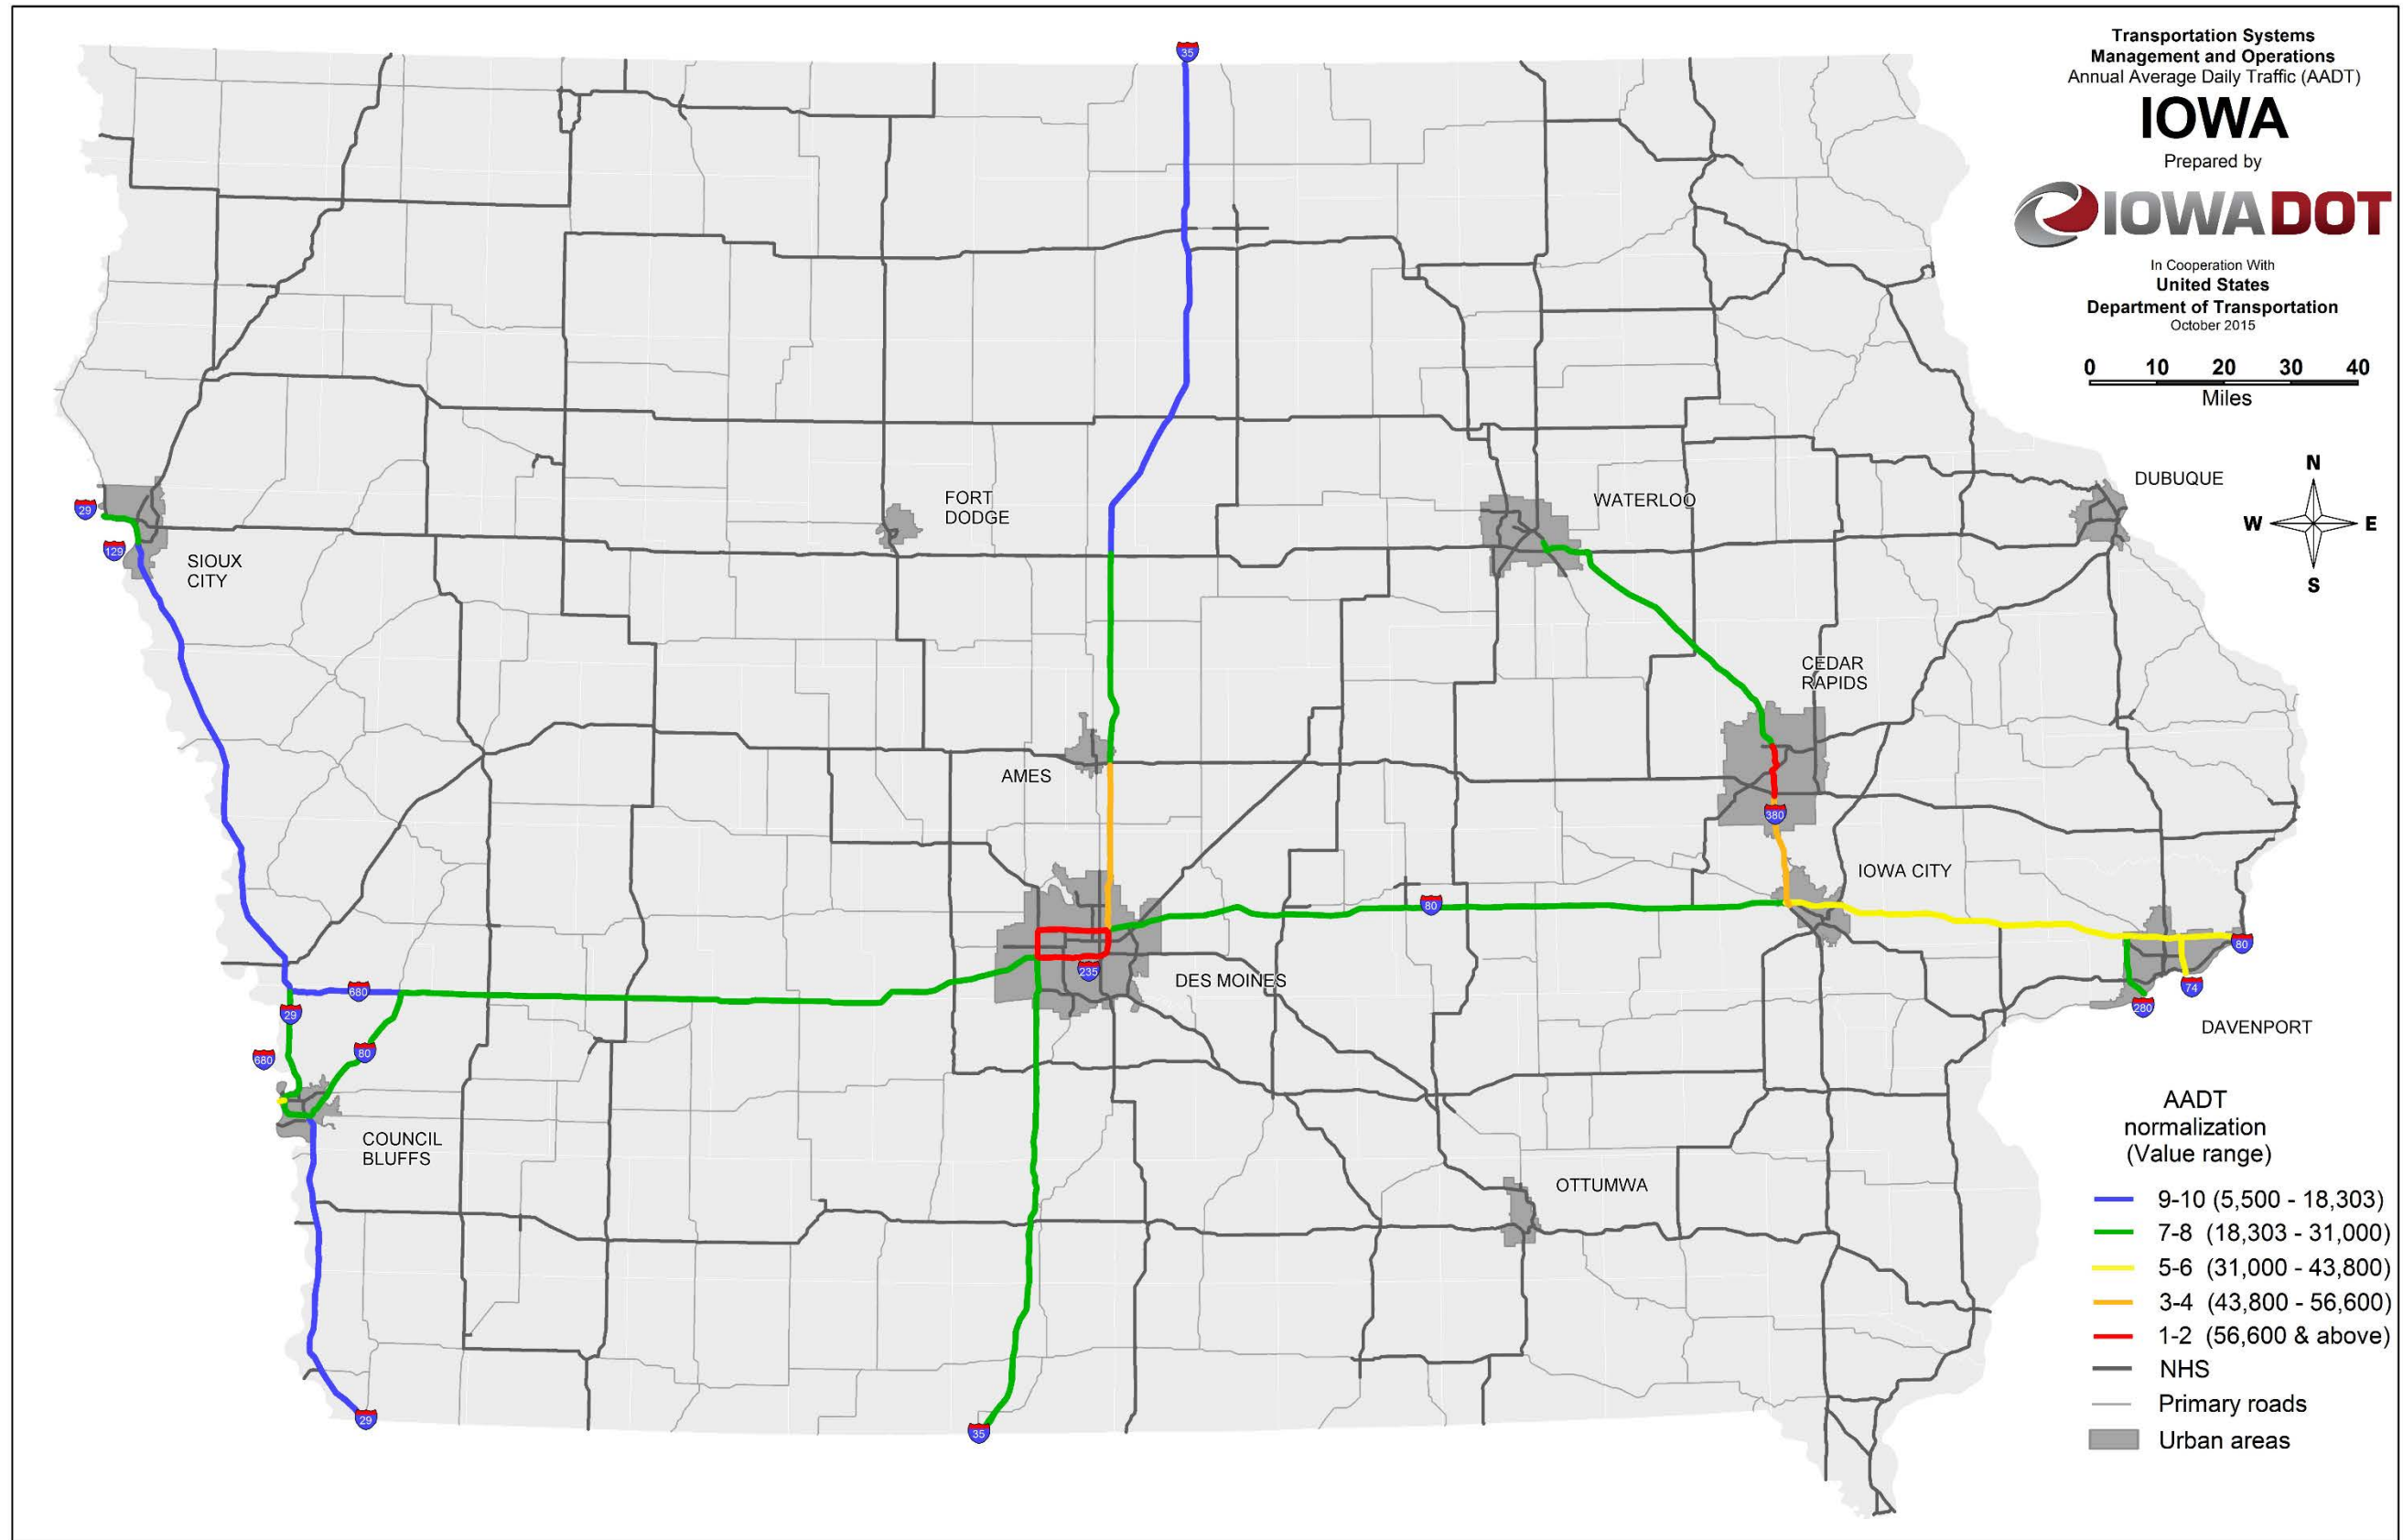 Transportation Systems
Management and Operations
Annual Average Daily Traffic (AADT)
IOWA
Prepared by
IOWADOT
In Cooperation With
United States
Department of Transportation
October 2015
0 10 20 30 40
Miles
N
W E
S
35
DUBUQUE
WATERLOO
FORT
DODGE
29
129
SIOUX
CITY
CEDAR
RAPIDS
AMES
380
IOWA CITY
80
80
235
DES MOINES
680
74
280
29
DAVENPORT
80
680
COUNCIL
BLUFFS
OTTUMWA
29
35
AADT
normalization
(Value range)
9-10 (5,500 - 18,303)
7-8 (18,303 - 31,000)
5-6 (31,000 - 43,800)
3-4 (43,800 - 56,600)
1-2 (56,600 & above)
NHS
Primary roads
Urban areas